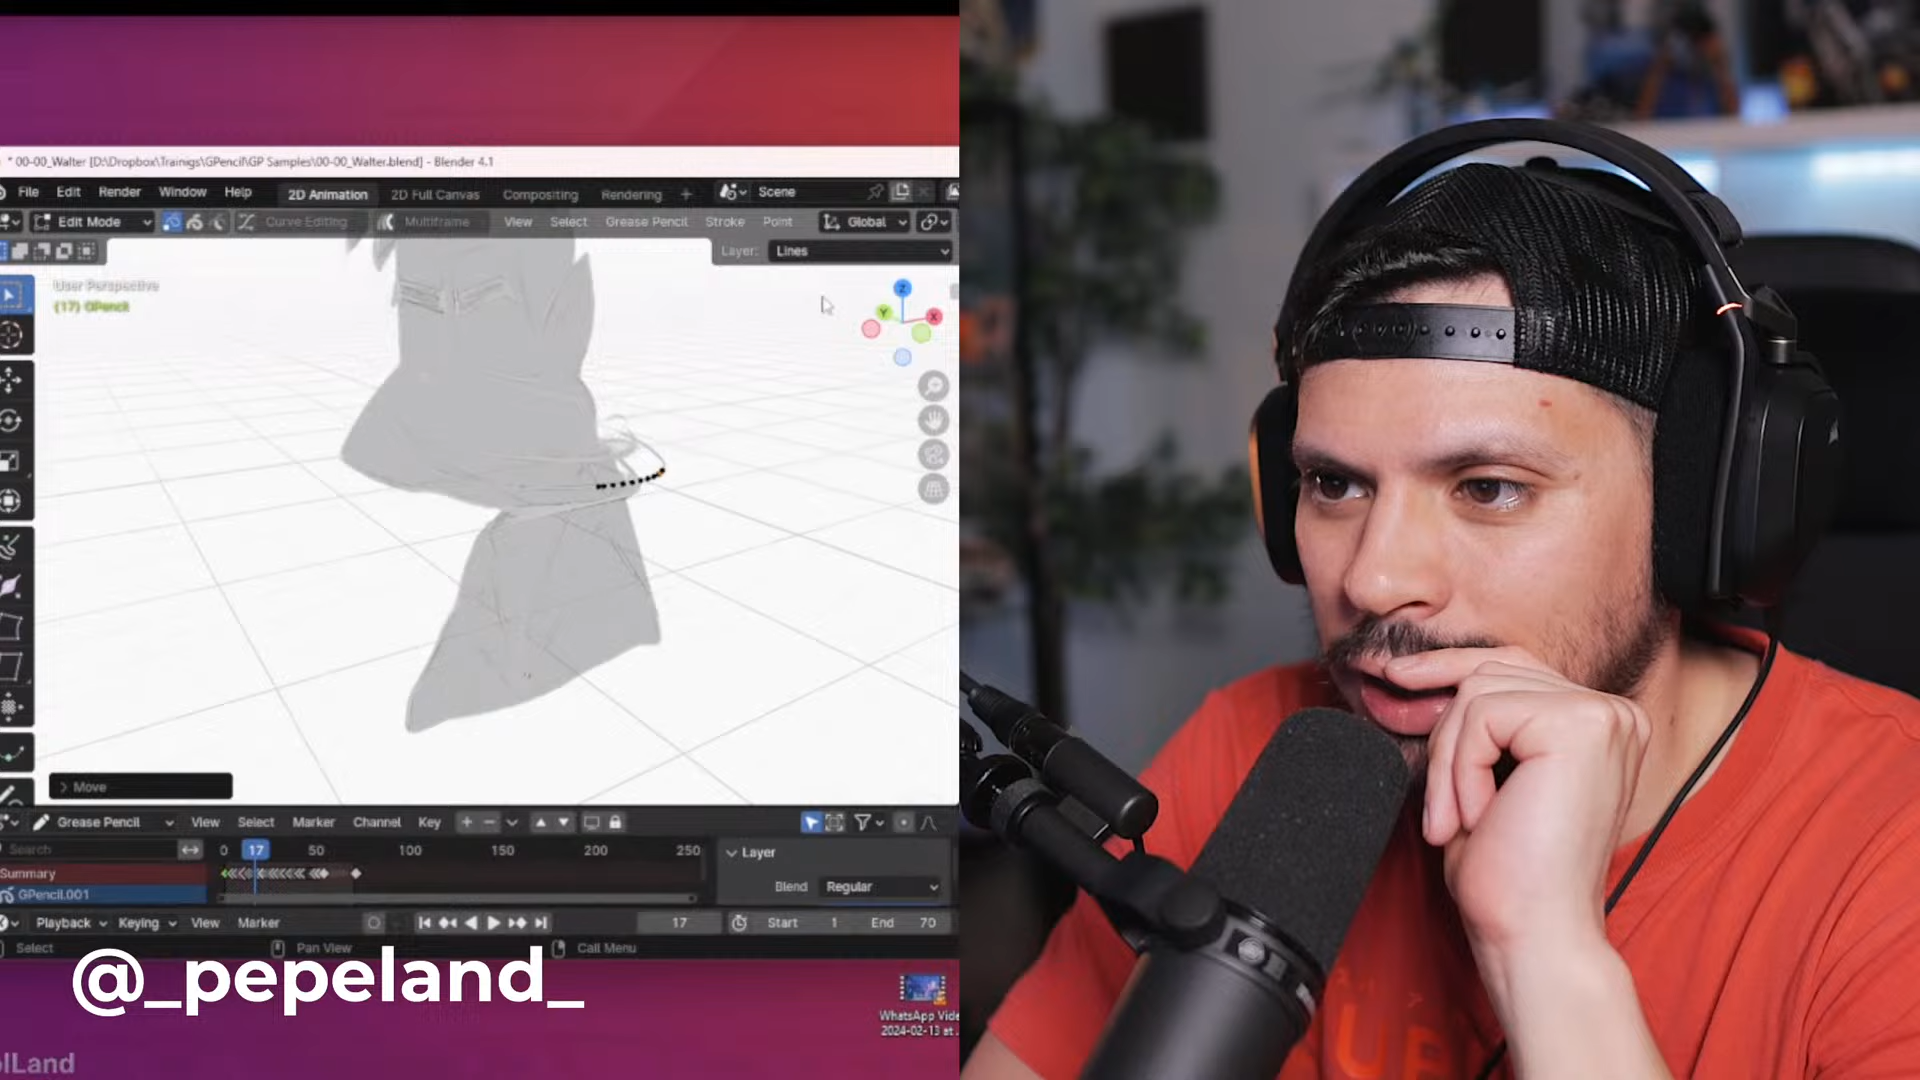 * 00-00_Walter [D:\Dropbox\Trainigs\GPencil\GP Samples\00-00_Walter.blend] - Blender 4.1
File Edit Render Window Help 2D Animation 2D Full Canvas Compositing Rendering + Scene
Edit Mode Curve Editing Multiframe View Select Grease Pencil Stroke Point Global
Layer: Lines
User Perspective
(17) GPencil
Z
Y
X
> Move
Grease Pencil View Select Marker Channel Key
Search 0 17 50 100 150 200 250 Layer
Summary
Blend Regular
GPencil.001
Playback Keying View Marker 17 Start 1 End 70
Select Pan View Call Menu
@_pepeland_
WhatsApp Vide
2024-02-13 at ..
olLand